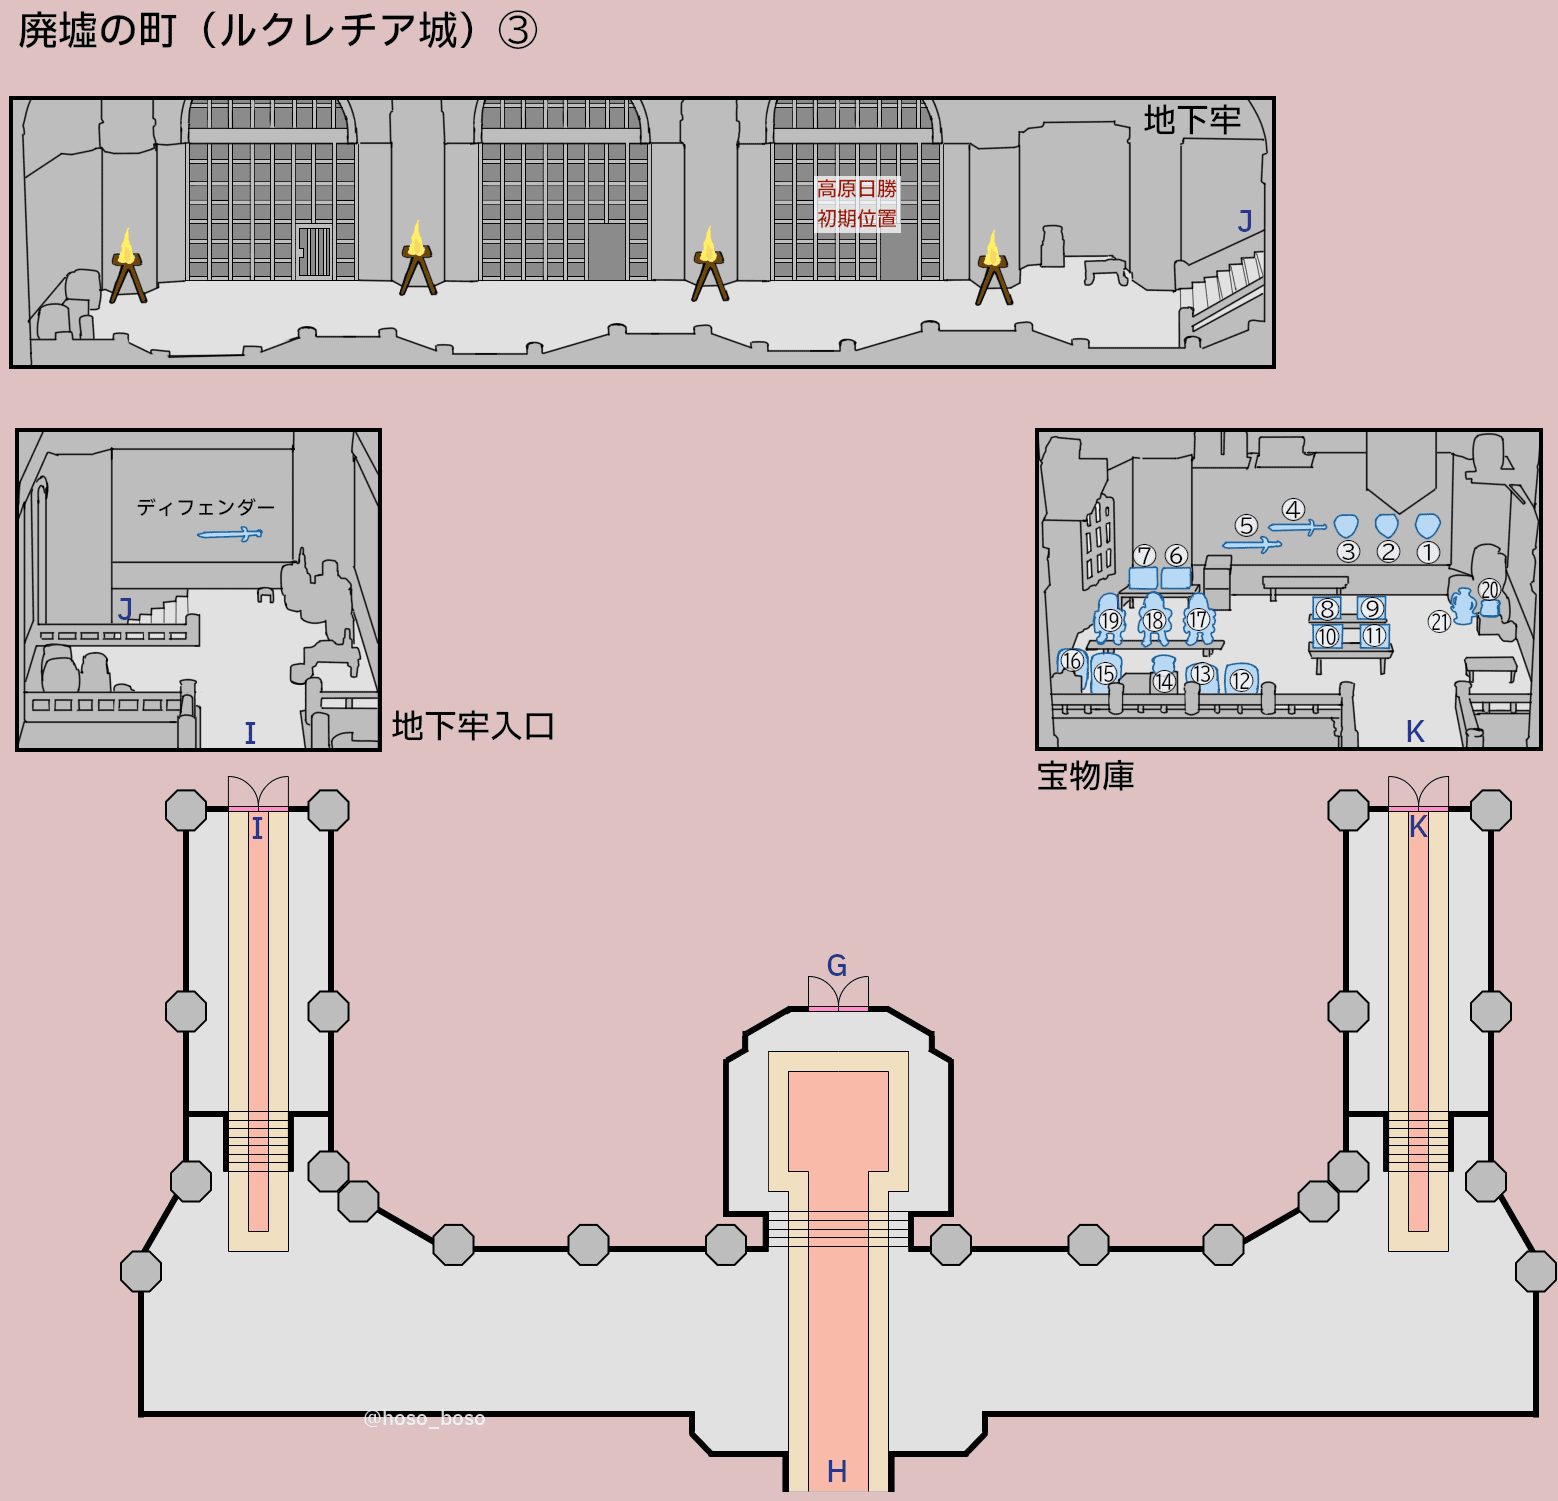 廃墟の町（ルクレチア城）③
地下牢
高原日勝
初期位置
J
ディフェンダー
J
I
地下牢入口
④
⑤
③
②
①
⑦
⑥
⑧
⑨
⑳
⑲
⑱
⑰
㉑
⑩
⑪
⑯
⑮
⑭
⑬
⑫
K
宝物庫
I
K
G
@hoso_boso
H